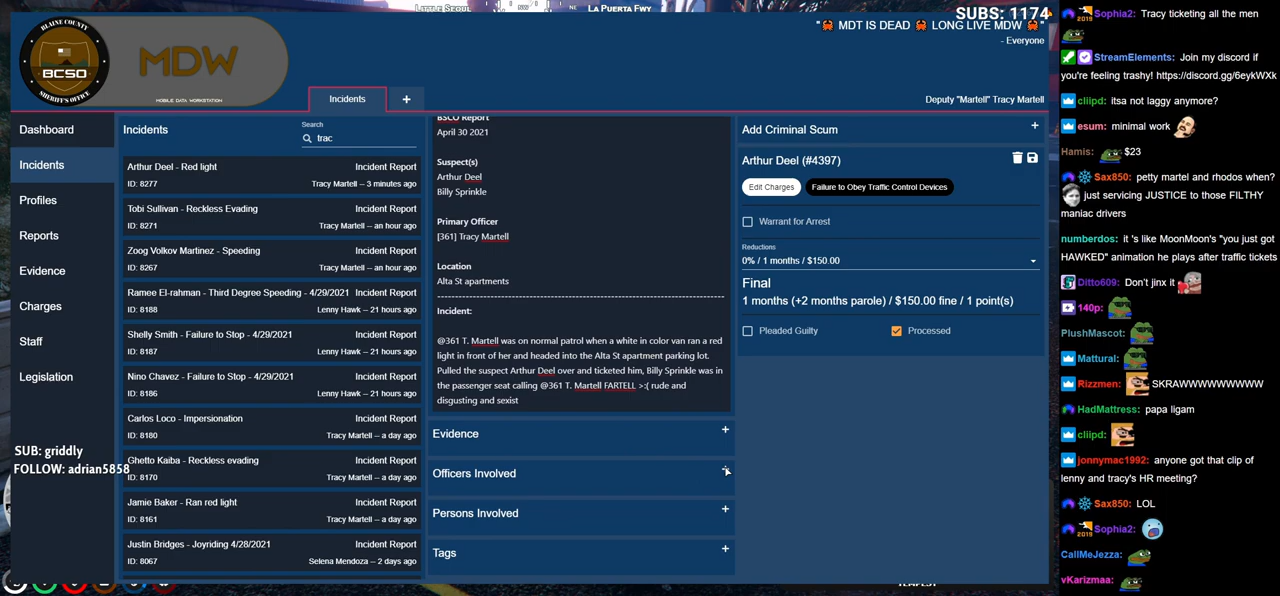 LITTLE SEOUL
LA PUERTA FWY
SUBS: 1174
BLAINE COUNTY
BCSO
SHERIFF'S OFFICE
MDW
MOBILE DATA WORKSTATION
"🦀 MDT IS DEAD 🦀 LONG LIVE MDW 🦀"
- Everyone
Incidents
+
Deputy "Martell" Tracy Martell
Dashboard
Incidents
Profiles
Reports
Evidence
Charges
Staff
Legislation
SUB: griddly
FOLLOW: adrian5858
Incidents
Search
trac
Arthur Deel - Red light Incident Report
ID: 8277 Tracy Martell -- 3 minutes ago
Tobi Sullivan - Reckless Evading Incident Report
ID: 8271 Tracy Martell -- an hour ago
Zoog Volkov Martinez - Speeding Incident Report
ID: 8267 Tracy Martell -- an hour ago
Ramee El-rahman - Third Degree Speeding - 4/29/2021 Incident Report
ID: 8188 Lenny Hawk -- 21 hours ago
Shelly Smith - Failure to Stop - 4/29/2021 Incident Report
ID: 8187 Lenny Hawk -- 21 hours ago
Nino Chavez - Failure to Stop - 4/29/2021 Incident Report
ID: 8186 Lenny Hawk -- 21 hours ago
Carlos Loco - Impersonation Incident Report
ID: 8180 Tracy Martell -- a day ago
Ghetto Kaiba - Reckless evading Incident Report
ID: 8170 Tracy Martell -- a day ago
Jamie Baker - Ran red light Incident Report
ID: 8161 Tracy Martell -- a day ago
Justin Bridges - Joyriding 4/28/2021 Incident Report
ID: 8067 Selena Mendoza -- 2 days ago
BSCO Report
April 30 2021
Suspect(s)
Arthur Deel
Billy Sprinkle
Primary Officer
[361] Tracy Martell
Location
Alta St apartments
Incident:
@361 T. Martell was on normal patrol when a white in color van ran a red
light in front of her and headed into the Alta St apartment parking lot.
Pulled the suspect Arthur Deel over and ticketed him, Billy Sprinkle was in
the passenger seat calling @361 T. Martell FARTELL >:( rude and
disgusting and sexist
Evidence +
Officers Involved +
Persons Involved +
Tags +
Add Criminal Scum +
Arthur Deel (#4397)
Edit Charges Failure to Obey Traffic Control Devices
Warrant for Arrest
Reductions
0% / 1 months / $150.00
Final
1 months (+2 months parole) / $150.00 fine / 1 point(s)
Pleaded Guilty Processed
Sophia2: Tracy ticketing all the men
StreamElements: Join my discord if
you're feeling trashy! https://discord.gg/6eykWXk
cliipd: itsa not laggy anymore?
esum: minimal work
Hamis: $23
Sax850: petty martel and rhodos when?
just servicing JUSTICE to those FILTHY
maniac drivers
numberdos: it 's like MoonMoon's "you just got
HAWKED" animation he plays after traffic tickets
Ditto609: Don't jinx it
140p:
PlushMascot:
Mattural:
Rizzmen: SKRAWWWWWWWW
HadMattress: papa ligam
cliipd:
jonnymac1992: anyone got that clip of
lenny and tracy's HR meeting?
Sax850: LOL
Sophia2:
CallMeJezza:
vKarizmaa: